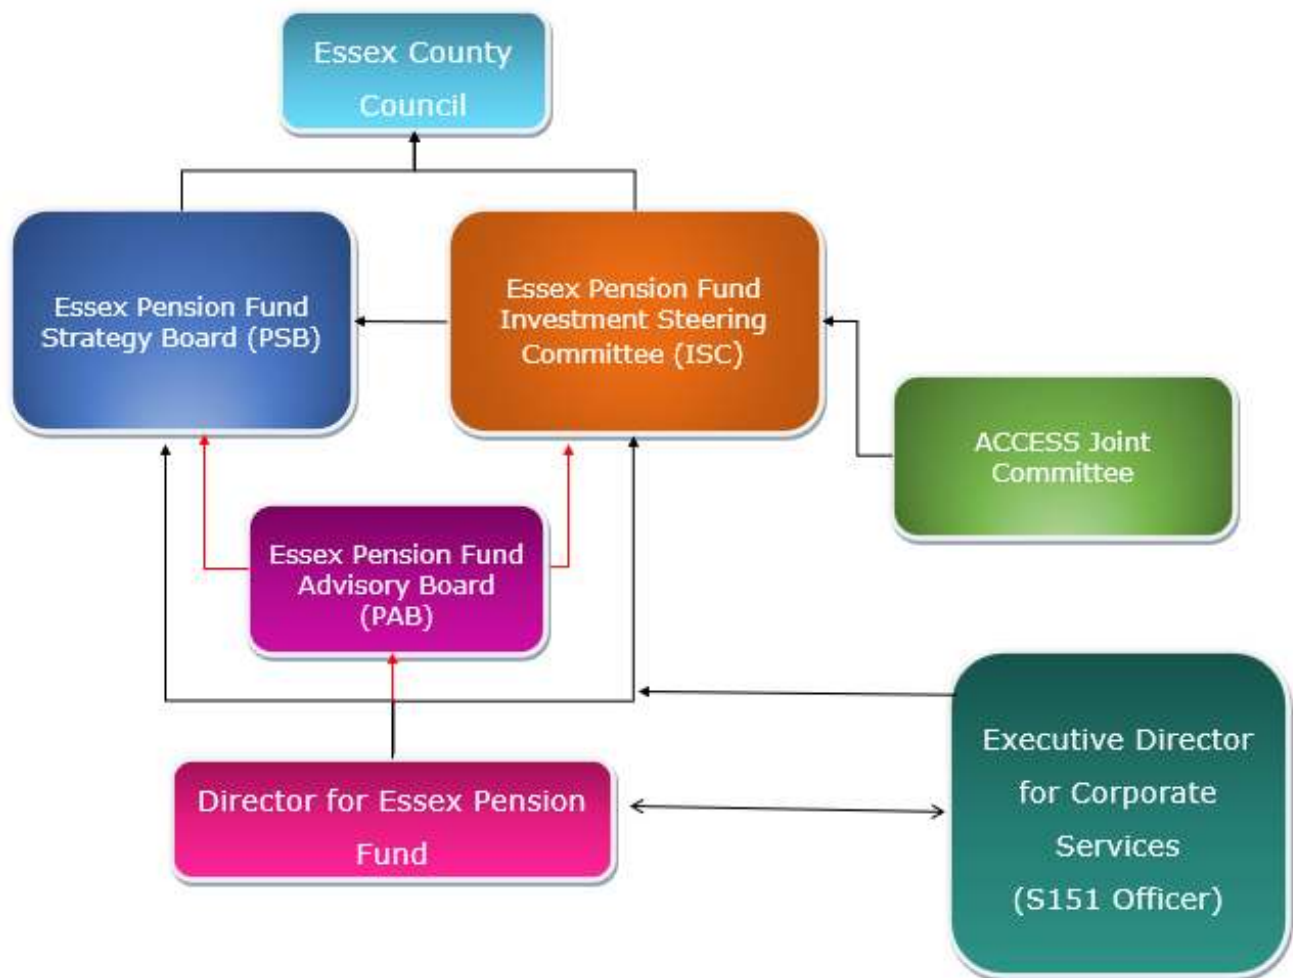 Essex County
Council
Essex Pension Fund
Strategy Board (PSB)
Essex Pension Fund
Investment Steering
Committee (ISC)
ACCESS Joint
Committee
Essex Pension Fund
Advisory Board
(PAB)
Director for Essex Pension
Fund
Executive Director
for Corporate
Services
(S151 Officer)